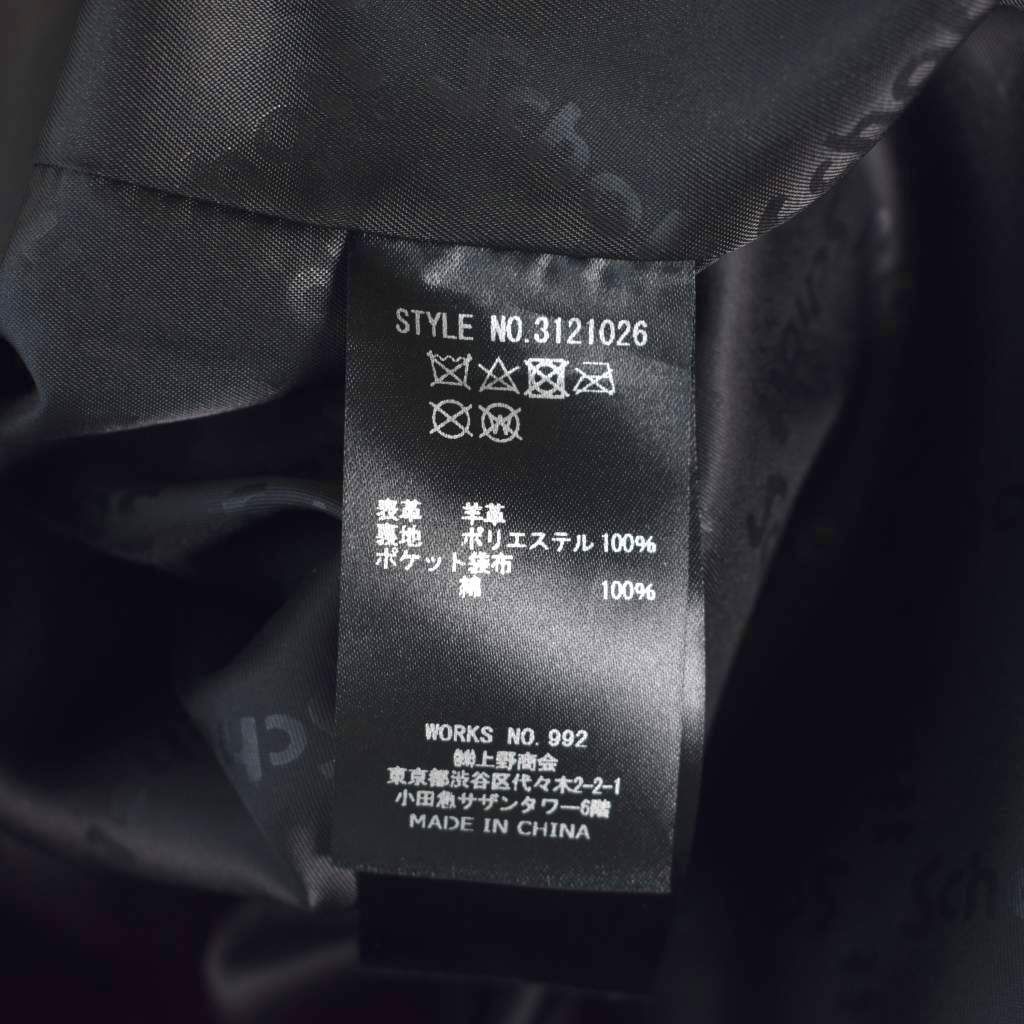 STYLE NO.3121026
表革 羊革
裏地 ポリエステル 100%
ポケット袋布
綿 100%
WORKS NO.992
㈱上野商会
東京都渋谷区代々木2-2-1
小田急サザンタワー6階
MADE IN CHINA